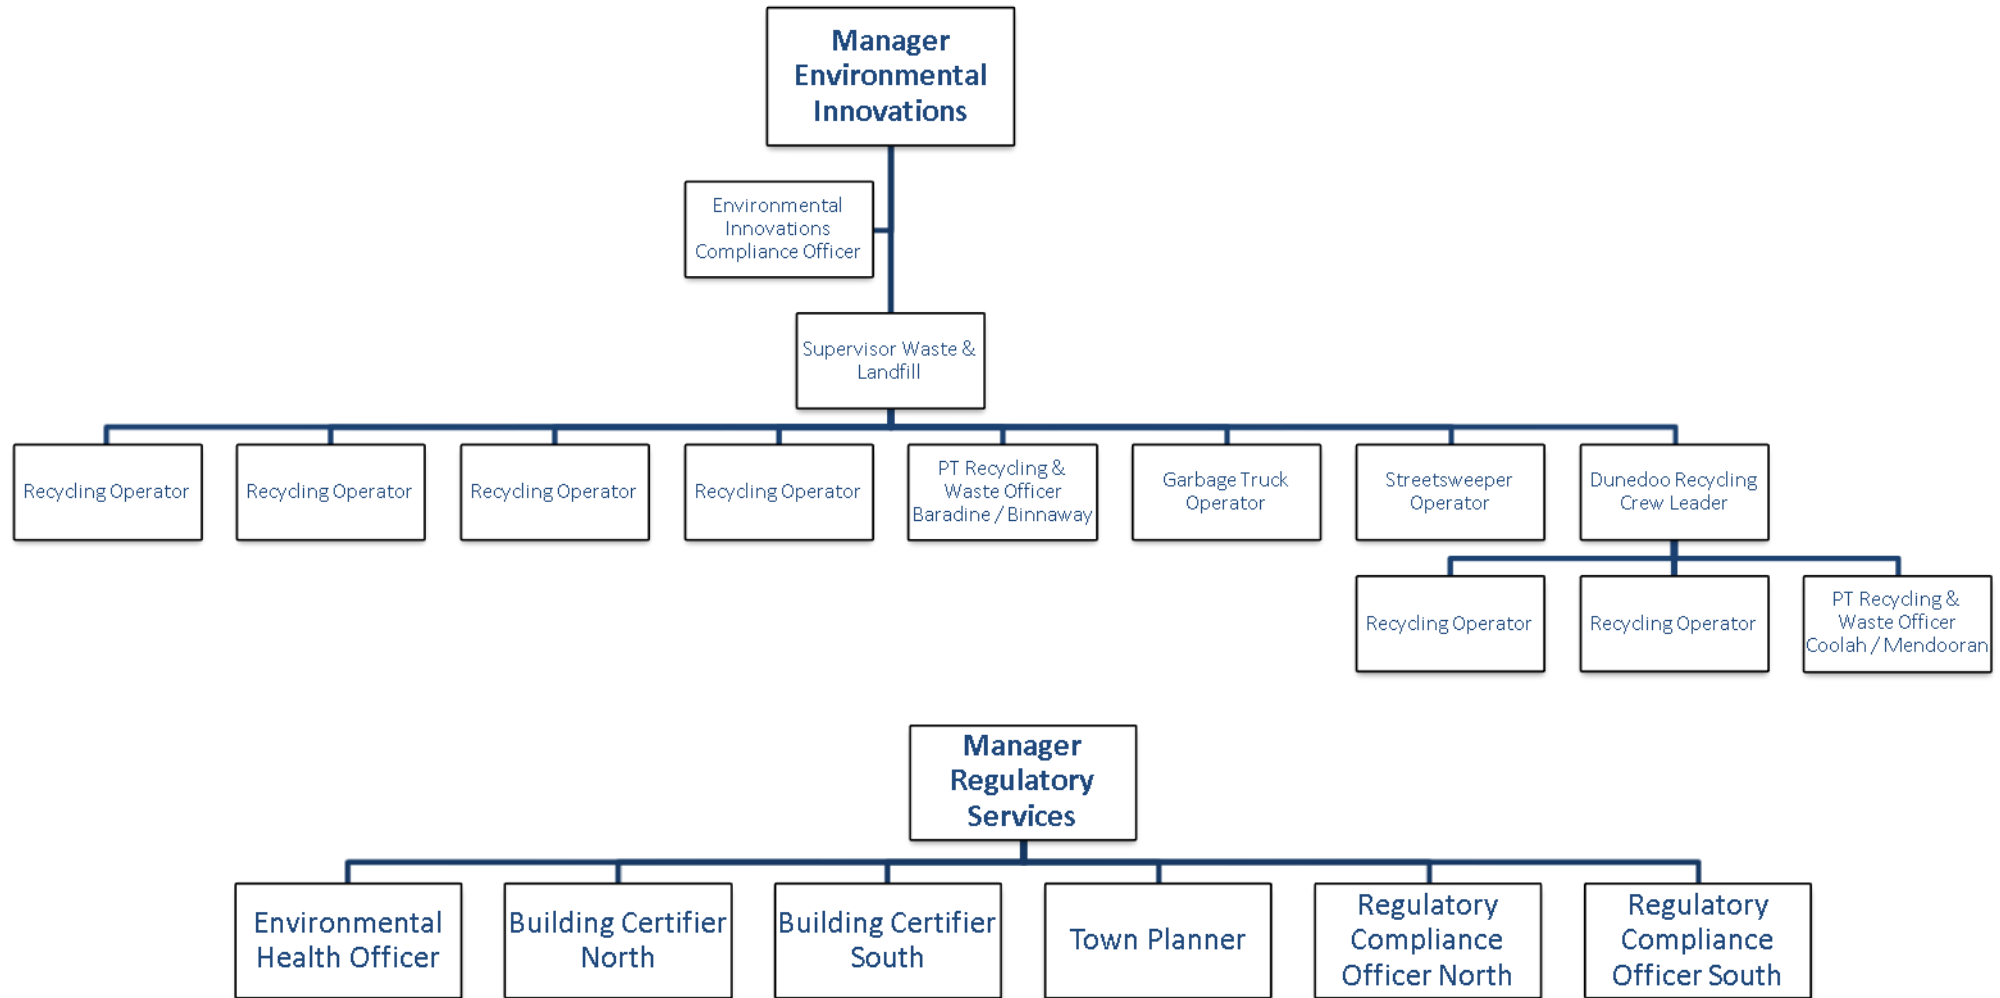 Manager
Environmental
Innovations
Environmental
Innovations
Compliance Officer
Supervisor Waste &
Landfill
Recycling Operator
Recycling Operator
Recycling Operator
Recycling Operator
PT Recycling &
Waste Officer
Baradine / Binnaway
Garbage Truck
Operator
Streetsweeper
Operator
Dunedoo Recycling
Crew Leader
Recycling Operator
Recycling Operator
PT Recycling &
Waste Officer
Coolah / Mendooran
Manager
Regulatory
Services
Environmental
Health Officer
Building Certifier
North
Building Certifier
South
Town Planner
Regulatory
Compliance
Officer North
Regulatory
Compliance
Officer South